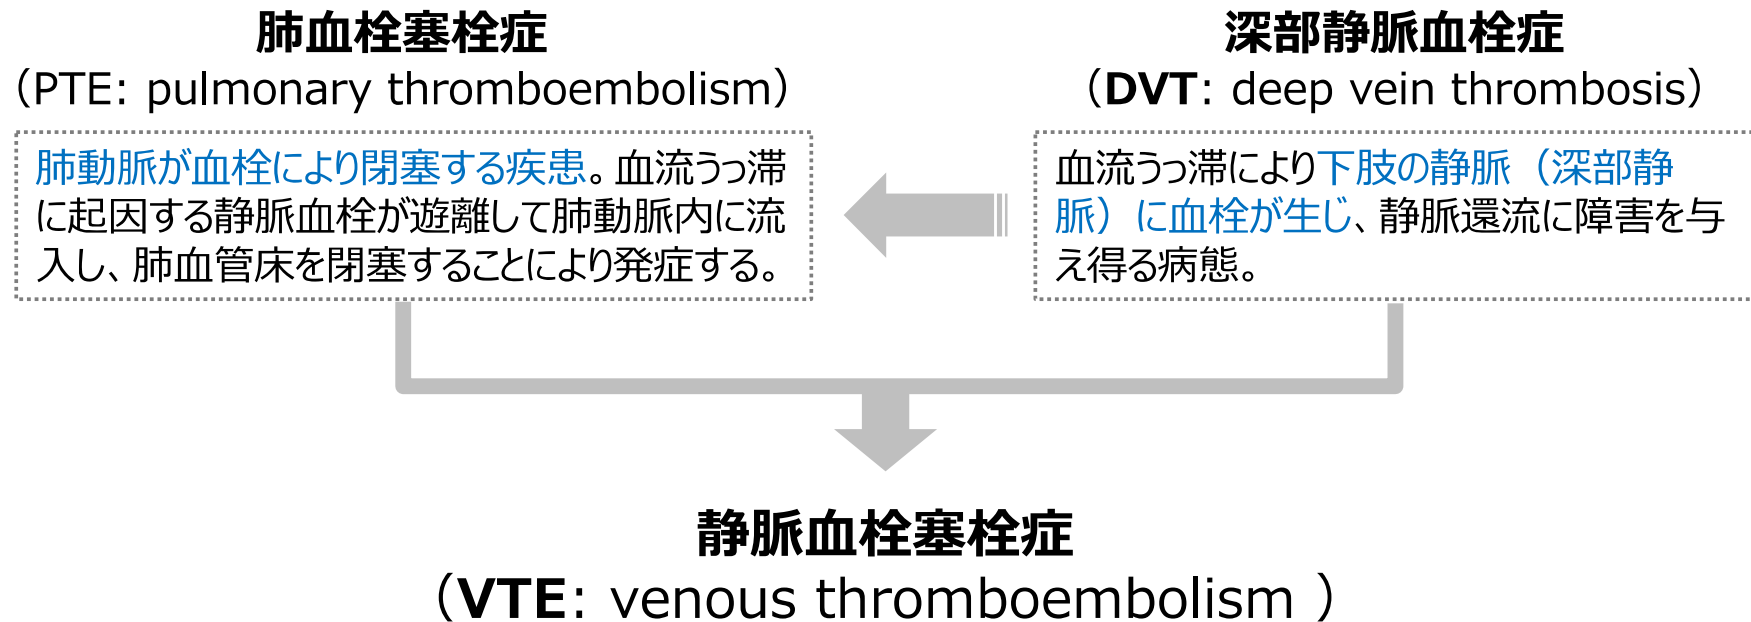 肺血栓塞栓症
（PTE: pulmonary thromboembolism）
肺動脈が血栓により閉塞する疾患。血流うっ滞
に起因する静脈血栓が遊離して肺動脈内に流
入し、肺血管床を閉塞することにより発症する。
深部静脈血栓症
（DVT: deep vein thrombosis）
血流うっ滞により下肢の静脈（深部静
脈）に血栓が生じ、静脈還流に障害を与
え得る病態。
静脈血栓塞栓症
（VTE: venous thromboembolism ）